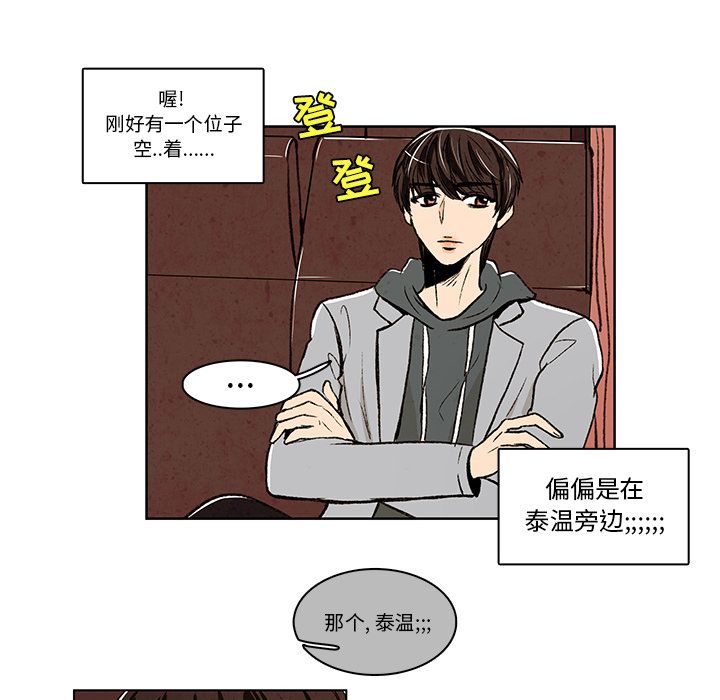 喔!
刚好有一个位子
空..着......
登
登
...
偏偏是在
泰温旁边;;;;;;
那个, 泰温;;;